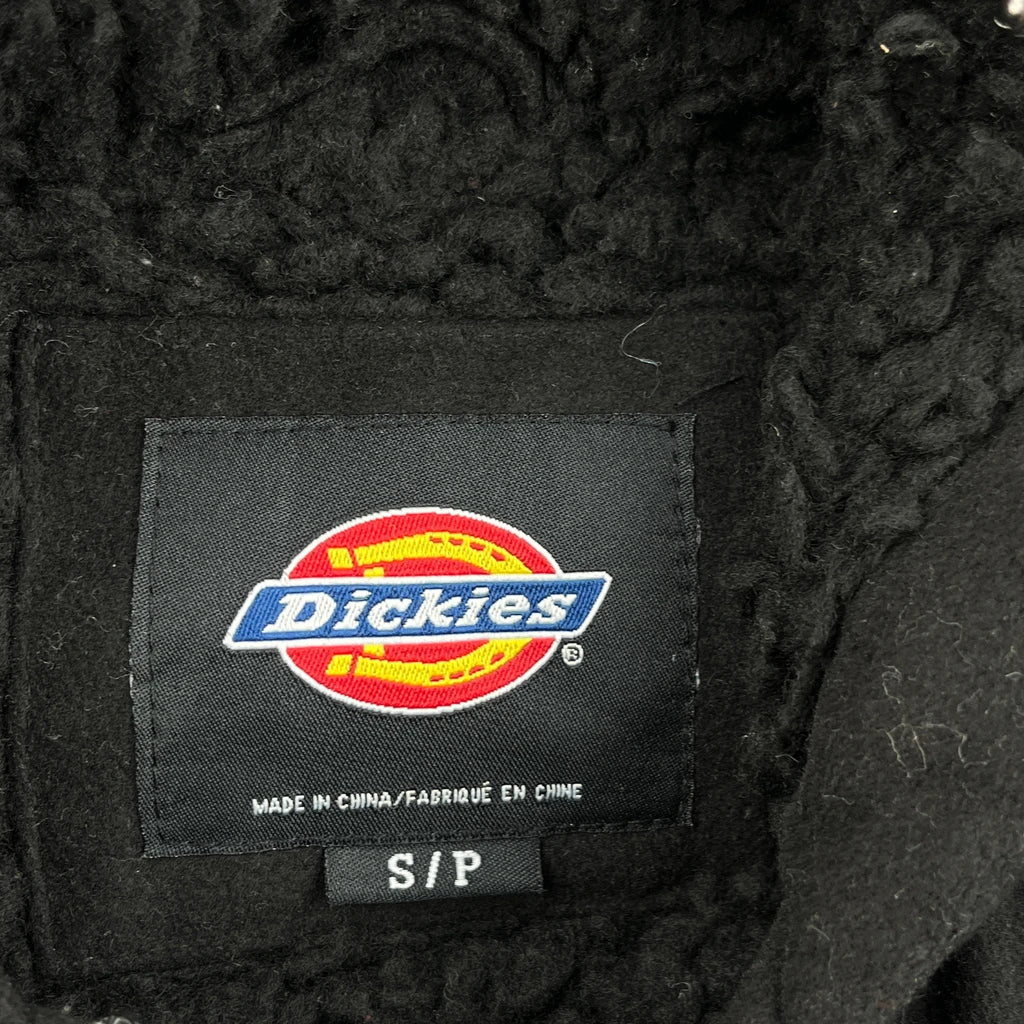 Dickies
®
MADE IN CHINA/FABRIQUÉ EN CHINE
S/P